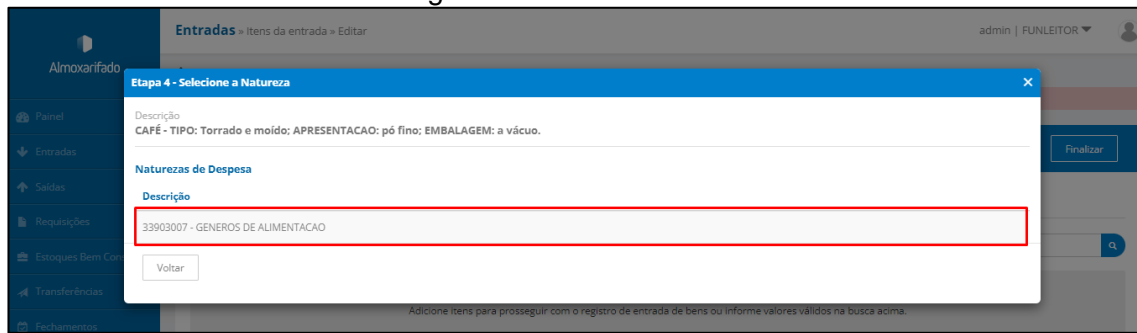 Entradas » Itens da entrada » Editar
admin | FUNLEITOR
Almoxarifado
Etapa 4 - Selecione a Natureza
×
Painel
Descrição
CAFÉ - TIPO: Torrado e moído; APRESENTACAO: pó fino; EMBALAGEM: a vácuo.
Entradas
Finalizar
Naturezas de Despesa
Saídas
Descrição
Requisições
33903007 - GENEROS DE ALIMENTACAO
Estoques Bem Con
Voltar
Transferências
Adicione itens para prosseguir com o registro de entrada de bens ou informe valores válidos na busca acima.
Fechamentos